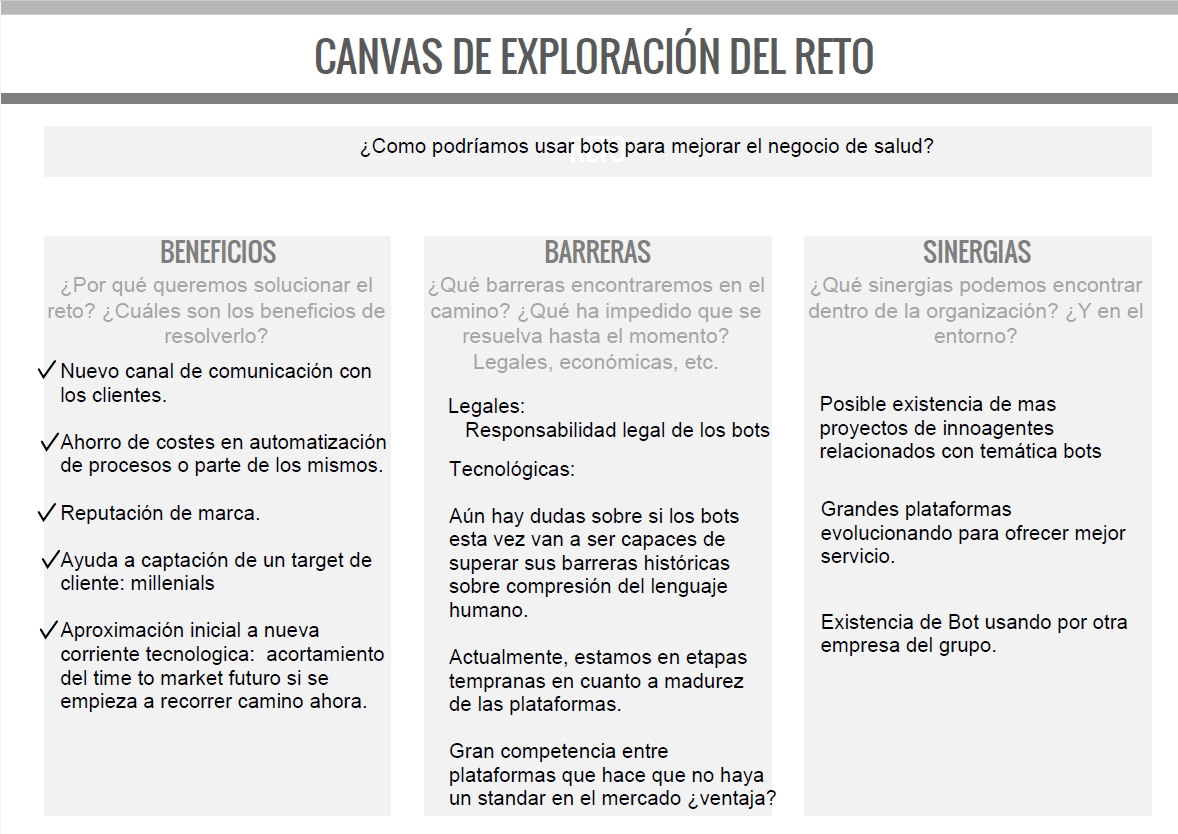 CANVAS DE EXPLORACIÓN DEL RETO
RETO
¿Como podríamos usar bots para mejorar el negocio de salud?
BENEFICIOS
¿Por qué queremos solucionar el
reto? ¿Cuáles son los beneficios de
resolverlo?
Nuevo canal de comunicación con
los clientes.
Ahorro de costes en automatización
de procesos o parte de los mismos.
Reputación de marca.
Ayuda a captación de un target de
cliente: millenials
Aproximación inicial a nueva
corriente tecnologica:  acortamiento
del time to market futuro si se
empieza a recorrer camino ahora.
BARRERAS
¿Qué barreras encontraremos en el
camino? ¿Qué ha impedido que se
resuelva hasta el momento?
Legales, económicas, etc.
Legales:
Responsabilidad legal de los bots
Tecnológicas:
Aún hay dudas sobre si los bots
esta vez van a ser capaces de
superar sus barreras históricas
sobre compresión del lenguaje
humano.
Actualmente, estamos en etapas
tempranas en cuanto a madurez
de las plataformas.
Gran competencia entre
plataformas que hace que no haya
un standar en el mercado ¿ventaja?
SINERGIAS
¿Qué sinergias podemos encontrar
dentro de la organización? ¿Y en el
entorno?
Posible existencia de mas
proyectos de innoagentes
relacionados con temática bots
Grandes plataformas
evolucionando para ofrecer mejor
servicio.
Existencia de Bot usando por otra
empresa del grupo.